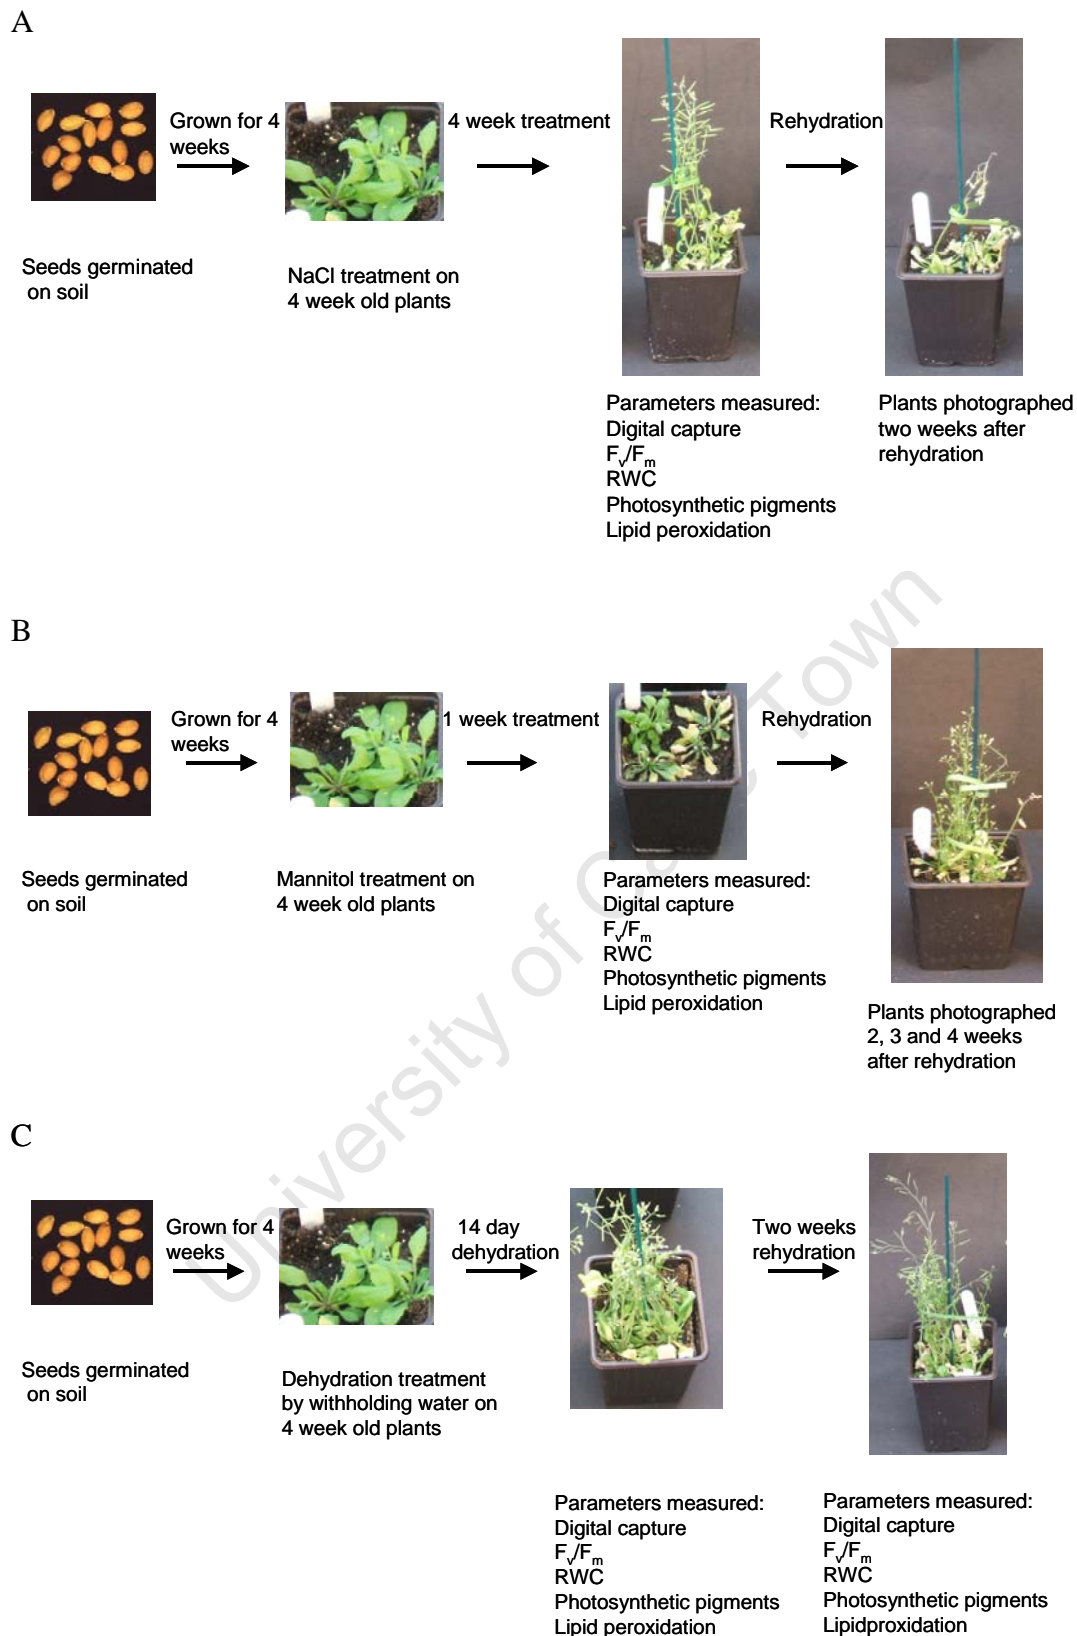 A
Grown for 4
weeks
4 week treatment
Rehydration
Seeds germinated
on soil
NaCl treatment on
4 week old plants
Parameters measured:
Digital capture
Fv/Fm
RWC
Photosynthetic pigments
Lipid peroxidation
Plants photographed
two weeks after
rehydration
B
Grown for 4
weeks
1 week treatment
Rehydration
Seeds germinated
on soil
Mannitol treatment on
4 week old plants
Parameters measured:
Digital capture
Fv/Fm
RWC
Photosynthetic pigments
Lipid peroxidation
Plants photographed
2, 3 and 4 weeks
after rehydration
C
Grown for 4
weeks
14 day
dehydration
Two weeks
rehydration
Seeds germinated
on soil
Dehydration treatment
by withholding water on
4 week old plants
Parameters measured:
Digital capture
Fv/Fm
RWC
Photosynthetic pigments
Lipid peroxidation
Parameters measured:
Digital capture
Fv/Fm
RWC
Photosynthetic pigments
Lipidproxidation
University of Cape Town